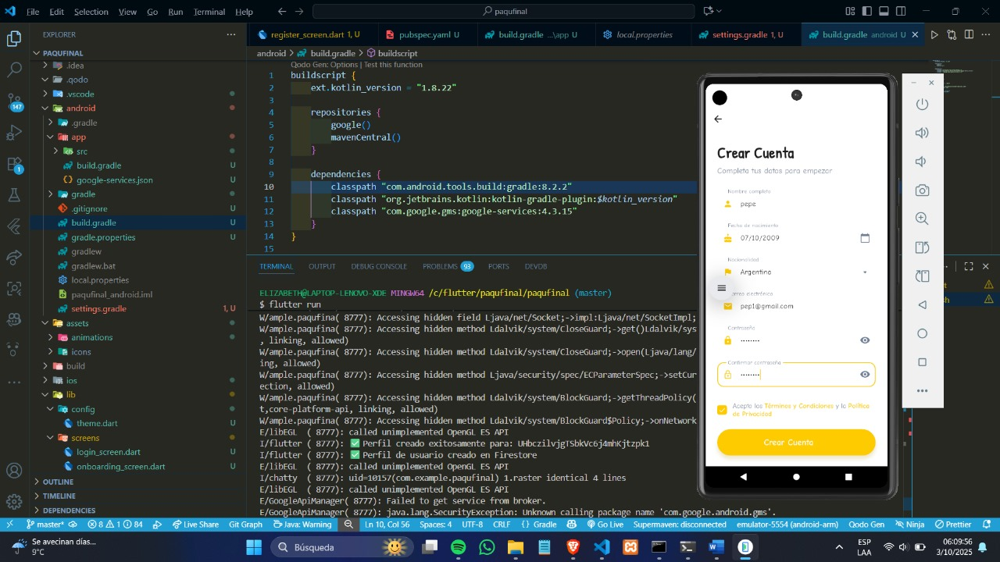 File Edit Selection View Go Run Terminal Help
paqufinal
EXPLORER
PAQUFINAL
.idea
.qodo
.vscode
android
.gradle
app
src
build.gradle
google-services.json
gradle
.gitignore
build.gradle
gradle.properties
gradlew
gradlew.bat
local.properties
paqufinal_android.iml
settings.gradle 1, U
assets
animations
icons
build
ios
lib
config
theme.dart U
screens
login_screen.dart U
onboarding_screen.dart U
OUTLINE
TIMELINE
DEPENDENCIES
147
1
register_screen.dart 1, U
pubspec.yaml U
build.gradle ...\app U
local.properties
settings.gradle 1, U
build.gradle android U
android > build.gradle > buildscript
Qodo Gen: Options | Test this function
1 buildscript {
2 ext.kotlin_version = "1.8.22"
3
4 repositories {
5 google()
6 mavenCentral()
7 }
8
9 dependencies {
10 classpath "com.android.tools.build:gradle:8.2.2"
11 classpath "org.jetbrains.kotlin:kotlin-gradle-plugin:$kotlin_version"
12 classpath "com.google.gms:google-services:4.3.15"
13 }
14 }
15
TERMINAL OUTPUT DEBUG CONSOLE PROBLEMS 93 PORTS DEVDB
ELIZABETH@LAPTOP-LENOVO-XDE MINGW64 /c/flutter/paqufinal/paqufinal (master)
$ flutter run
W/ample.paqufina( 8777): Accessing hidden field Ljava/net/Socket;->impl:Ljava/net/SocketImpl;
W/ample.paqufina( 8777): Accessing hidden method Ldalvik/system/CloseGuard;->get()Ldalvik/sys
, linking, allowed)
W/ample.paqufina( 8777): Accessing hidden method Ldalvik/system/CloseGuard;->open(Ljava/lang/
ing, allowed)
W/ample.paqufina( 8777): Accessing hidden method Ljava/security/spec/ECParameterSpec;->setCur
ection, allowed)
W/ample.paqufina( 8777): Accessing hidden method Ldalvik/system/BlockGuard;->getThreadPolicy(
t,core-platform-api, linking, allowed)
W/ample.paqufina( 8777): Accessing hidden method Ldalvik/system/BlockGuard$Policy;->onNetwork
E/libEGL ( 8777): called unimplemented OpenGL ES API
I/flutter ( 8777): ✅ Perfil creado exitosamente para: UHbczilvjgTSbkVc6j4mhKjtzpk1
I/flutter ( 8777): ✅ Perfil de usuario creado en Firestore
E/libEGL ( 8777): called unimplemented OpenGL ES API
I/chatty ( 8777): uid=10157(com.example.paqufinal) 1.raster identical 4 lines
E/libEGL ( 8777): called unimplemented OpenGL ES API
E/GoogleApiManager( 8777): Failed to get service from broker.
E/GoogleApiManager( 8777): java.lang.SecurityException: Unknown calling package name 'com.google.android.gms'.
Crear Cuenta
Completa tus datos para empezar
Nombre completo
pepe
Fecha de nacimiento
07/10/2009
Nacionalidad
Argentina
orreo electrónico
pep1@gmail.com
Contraseña
Confirmar contraseña
Acepto los Términos y Condiciones y la Política
de Privacidad
Crear Cuenta
master* 8 1 84 Live Share Git Graph Java: Warning Ln 10, Col 56 Spaces: 4 UTF-8 CRLF {} Gradle Go Live Supermaven: disconnected emulator-5554 (android-arm) Qodo Gen Ninja Prettier
Se avecinan días...
9°C
Búsqueda
ESP
LAA
06:09:56
3/10/2025